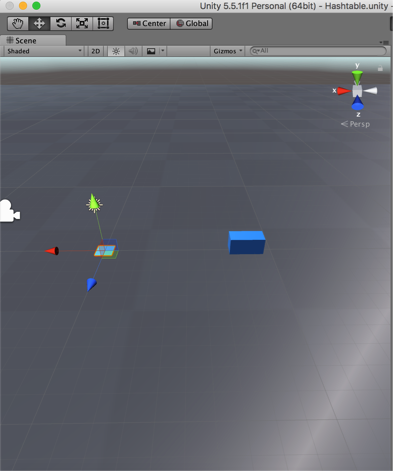 Unity 5.5.1f1 Personal (64bit) - Hashtable.unity -
Center Global
Scene
Shaded 2D Gizmos All
y
x
z
Persp